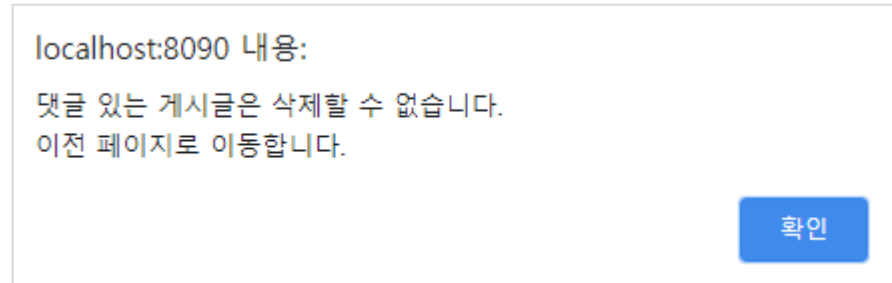 localhost:8090 내용:
댓글 있는 게시글은 삭제할 수 없습니다.
이전 페이지로 이동합니다.
확인